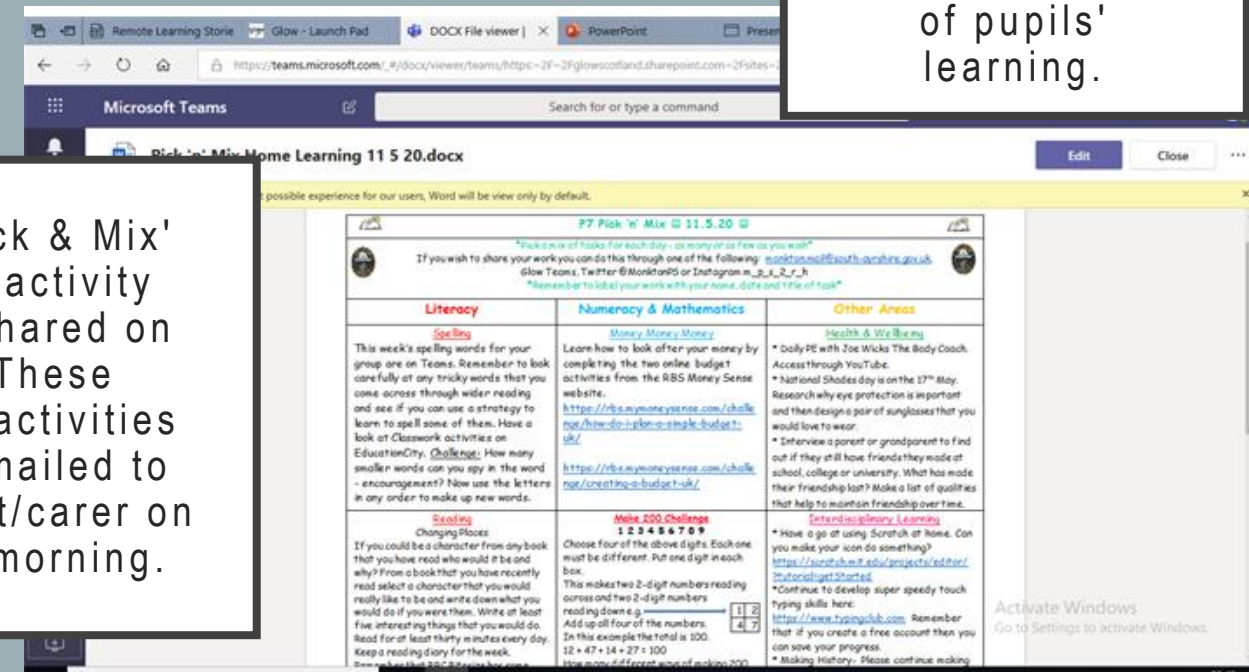 of pupils'
learning.
Remote Learning Storie
Glow - Launch Pad
DOCX File viewer |
PowerPoint
Presen
https://teams.microsoft.com/_#/docx/viewer/teams/https:~2F~2Fglowscotland.sharepoint.com~2Fsites~2
Microsoft Teams
Search for or type a command
Pick 'n' Mix Home Learning 11 5 20.docx
Edit
Close
possible experience for our users, Word will be view only by default.
ck & Mix'
activity
hared on
These
activities
mailed to
t/carer on
morning.
P7 Pick 'n' Mix ☺ 11.5.20 ☺
*Pick a mix of tasks for each day - as many or as few as you wish*
If you wish to share your work you can do this through one of the following: monkton.mail@south-ayrshire.gov.uk
Glow Teams, Twitter @MonktonPS or Instagram m_p_s_2_r_h
*Remember to label your work with your name, date and title of task*
Literacy
Spelling
This week's spelling words for your
group are on Teams. Remember to look
carefully at any tricky words that you
come across through wider reading
and see if you can use a strategy to
learn to spell some of them. Have a
look at Classwork activities on
EducationCity. Challenge: How many
smaller words can you spy in the word
- encouragement? Now use the letters
in any order to make up new words.
Reading
Changing Places
If you could be a character from any book
that you have read who would it be and
why? From a book that you have recently
read select a character that you would
really like to be and write down what you
would do if you were them. Write at least
five interesting things that you would do.
Read for at least thirty minutes every day.
Keep a reading diary for the week.
Numeracy & Mathematics
Money Money Money
Learn how to look after your money by
completing the two online budget
activities from the RBS Money Sense
website.
https://rbs.mymoneysense.com/challe
nge/how-do-i-plan-a-simple-budget-
uk/
https://rbs.mymoneysense.com/challe
nge/creating-a-budget-uk/
Make 200 Challenge
1 2 3 4 5 6 7 8 9
Choose four of the above digits. Each one
must be different. Put one digit in each
box.
This makes two 2-digit numbers reading
across and two 2-digit numbers
reading down e.g.
1 2
4 7
Add up all four of the numbers.
In this example the total is 100.
12 + 47 + 14 + 27 = 100
How many different ways of making 200
Other Areas
Health & Wellbeing
* Daily PE with Joe Wicks The Body Coach.
Access through YouTube.
* National Shades day is on the 17th May.
Research why eye protection is important
and then design a pair of sunglasses that you
would love to wear.
* Interview a parent or grandparent to find
out if they still have friends they made at
school, college or university. What has made
their friendship last? Make a list of qualities
that help to maintain friendship over time.
Interdisciplinary Learning
* Have a go at using Scratch at home. Can
you make your icon do something?
https://scratch.mit.edu/projects/editor/
?tutorial=getStarted
*Continue to develop super speedy touch
typing skills here:
https://www.typingclub.com Remember
that if you create a free account then you
can save your progress.
* Making History- Please continue making
Activate Windows
Go to Settings to activate Windows.